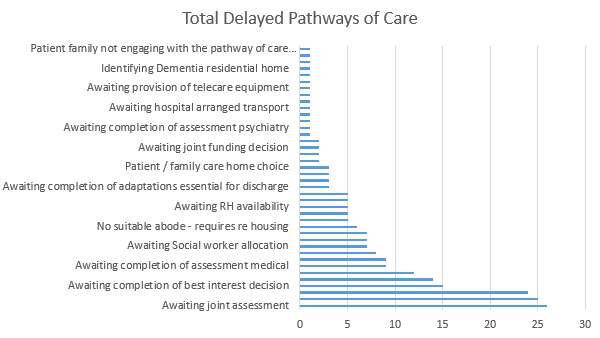 Total Delayed Pathways of Care
Patient family not engaging with the pathway of care...
Identifying Dementia residential home
Awaiting provision of telecare equipment
Awaiting hospital arranged transport
Awaiting completion of assessment psychiatry
Awaiting joint funding decision
Patient / family care home choice
Awaiting completion of adaptations essential for discharge
Awaiting RH availability
No suitable abode - requires re housing
Awaiting Social worker allocation
Awaiting completion of assessment medical
Awaiting completion of best interest decision
Awaiting joint assessment
0 5 10 15 20 25 30